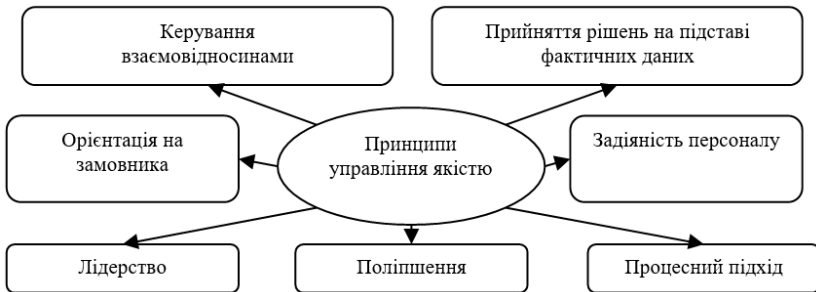 Керування
взаємовідносинами
Прийняття рішень на підставі
фактичних даних
Орієнтація на
замовника
Принципи
управління якістю
Задіяність персоналу
Лідерство
Поліпшення
Процесний підхід